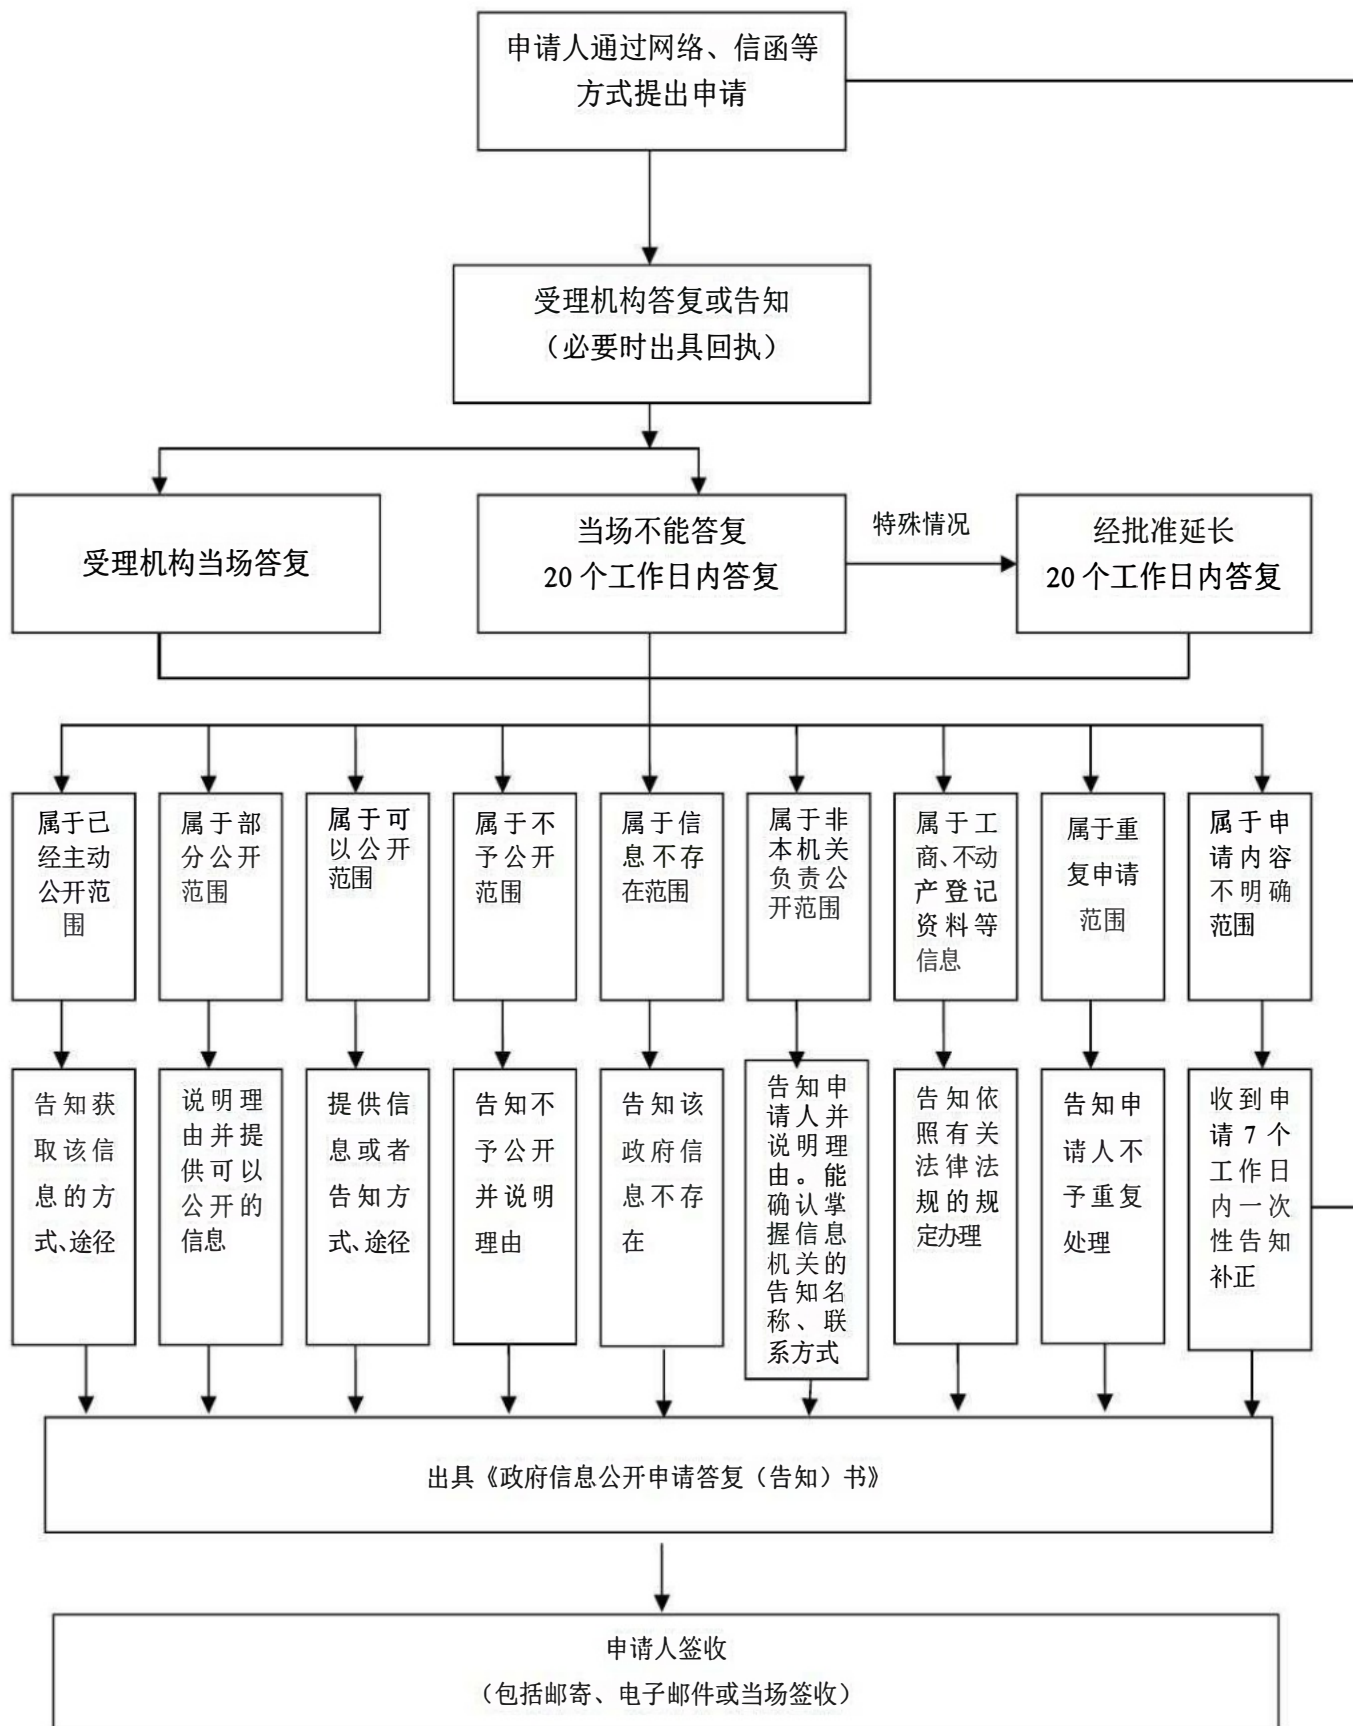 申请人通过网络、信函等
方式提出申请
受理机构答复或告知
（必要时出具回执）
受理机构当场答复
当场不能答复
20 个工作日内答复
特殊情况
经批准延长
20 个工作日内答复
属于己
经主动
公开范
围
属于部
分公开
范围
属于可
以公开
范围
属于不
予公开
范围
属于信
息不存
在范围
属于非
本机关
负责公
开范围
属于工
商、不动
产登记
资料等
信息
属于重
复申请
范围
属于申
请内容
不明确
范围
告知获
取该信
息的方
式、途径
说明理
由并提
供可以
公开的
信息
提供信
息或者
告知方
式、途径
告知不
予公开
并说明
理由
告知该
政府信
息不存
在
告知申
请人并
说明理
由。能
确认掌
握信息
机关的
告知名
称、联
系方式
告知依
照有关
法律法
规的规
定办理
告知申
请人不
予重复
处理
收到申
请 7 个
工作日
内一次
性告知
补正
出具《政府信息公开申请答复（告知）书》
申请人签收
（包括邮寄、电子邮件或当场签收）